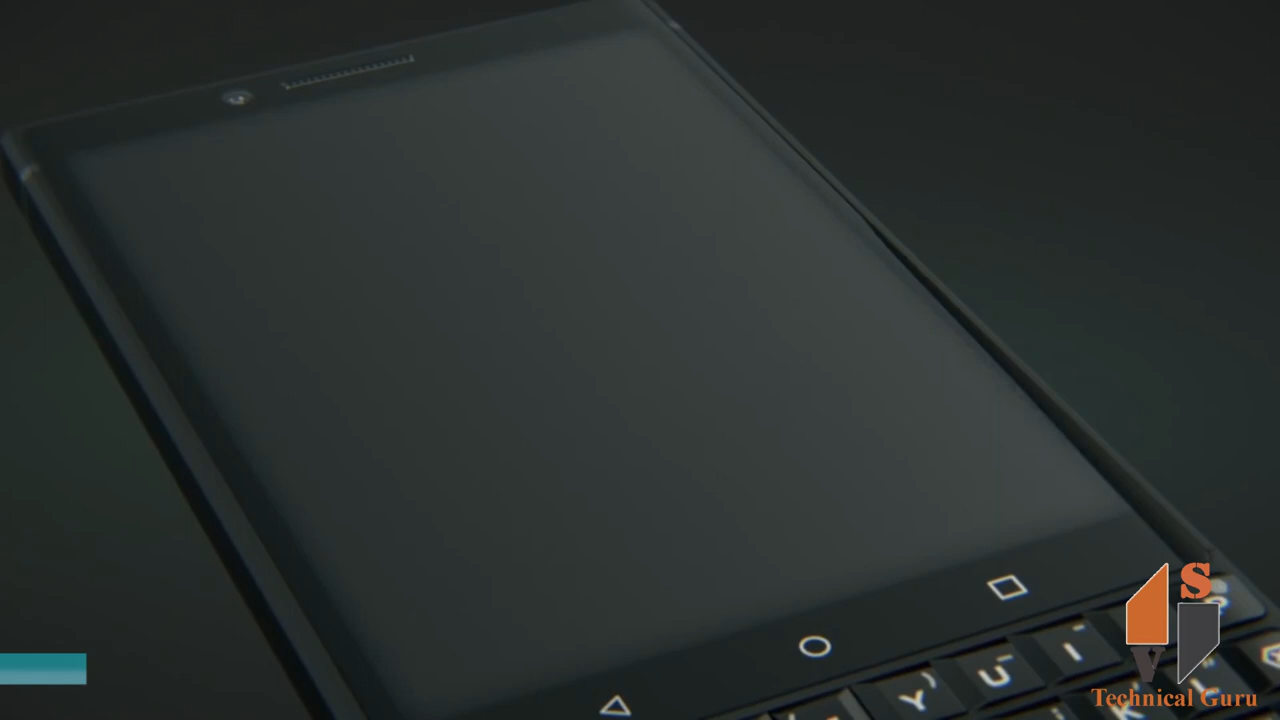 S
V
Technical Guru
Y )
U _
I -
K '
L "